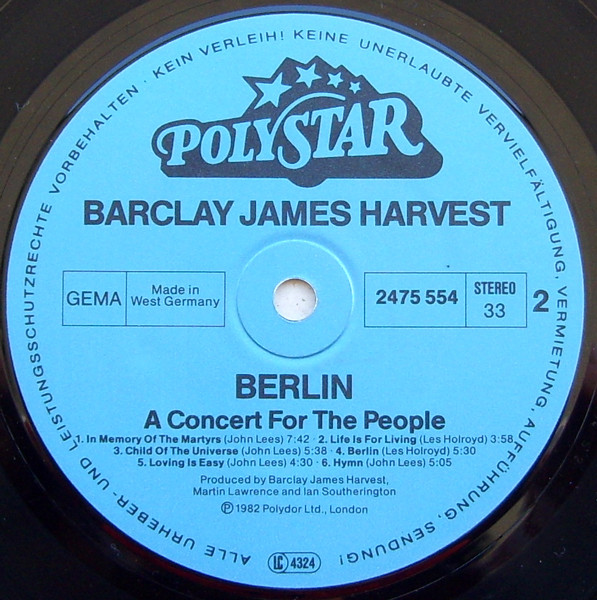 ALLE URHEBER- UND LEISTUNGSSCHUTZRECHTE VORBEHALTEN · KEIN VERLEIH! KEINE UNERLAUBTE VERVIELFÄLTIGUNG, VERMIETUNG, AUFFÜHRUNG, SENDUNG!
POLYSTAR
BARCLAY JAMES HARVEST
GEMA
Made in
West Germany
2475 554
STEREO
33
2
BERLIN
A Concert For The People
1. In Memory Of The Martyrs (John Lees) 7:42 · 2. Life Is For Living (Les Holroyd) 3:58
3. Child Of The Universe (John Lees) 5:38 · 4. Berlin (Les Holroyd) 5:30
5. Loving Is Easy (John Lees) 4:30 · 6. Hymn (John Lees) 5:05
Produced by Barclay James Harvest,
Martin Lawrence and Ian Southerington
Ⓟ 1982 Polydor Ltd., London
LC 4324